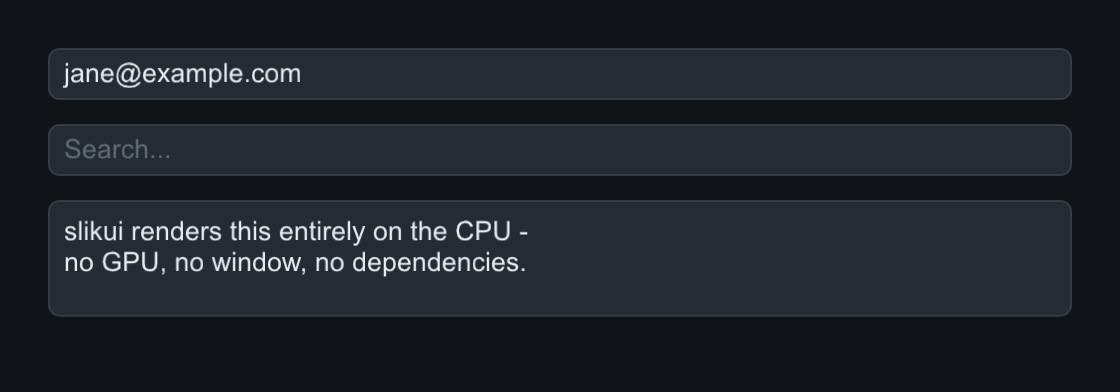 jane@example.com
Search...
slikui renders this entirely on the CPU -
no GPU, no window, no dependencies.